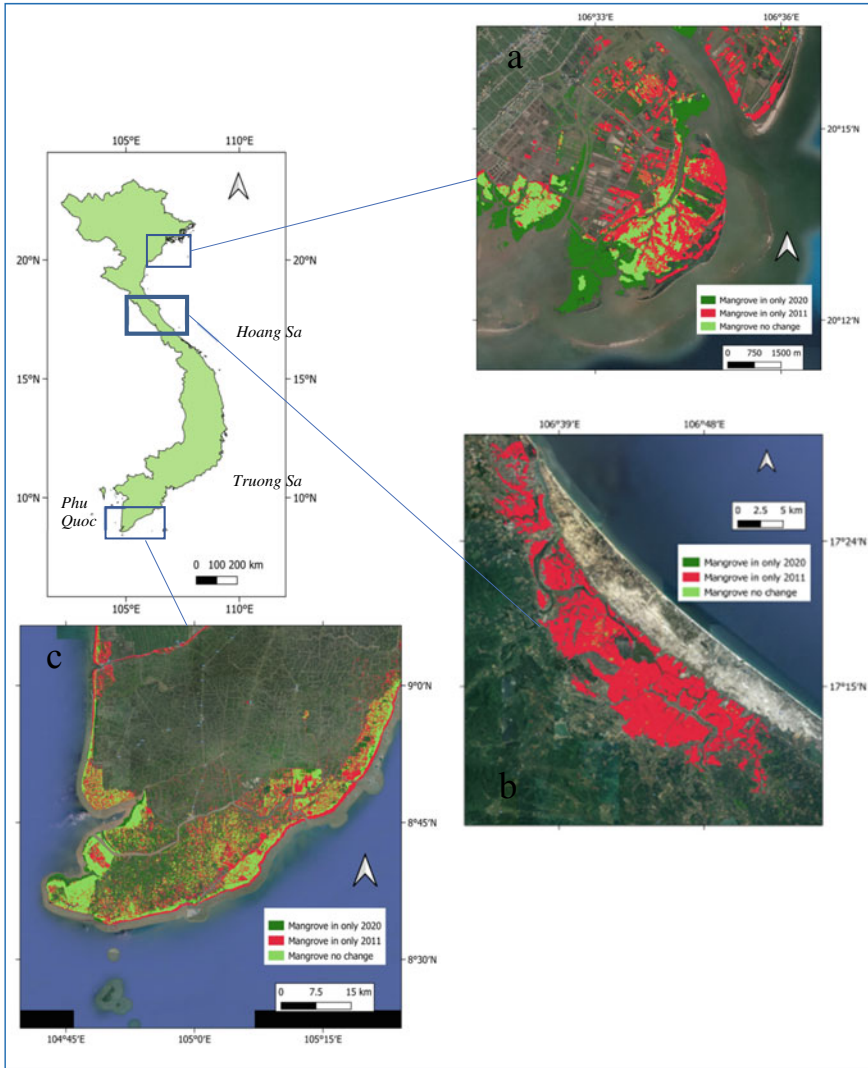 105°E
110°E
20°N
20°N
Hoang Sa
15°N
15°N
Truong Sa
10°N
10°N
Phu
Quoc
0 100 200 km
105°E
110°E
106°33'E
106°36'E
a
20°15'N
Mangrove in only 2020
Mangrove in only 2011
Mangrove no change
20°12'N
0 750 1500 m
106°39'E
106°48'E
0 2.5 5 km
17°24'N
Mangrove in only 2020
Mangrove in only 2011
Mangrove no change
17°15'N
b
c
9°0'N
8°45'N
Mangrove in only 2020
Mangrove in only 2011
Mangrove no change
8°30'N
0 7.5 15 km
104°45'E
105°0'E
105°15'E